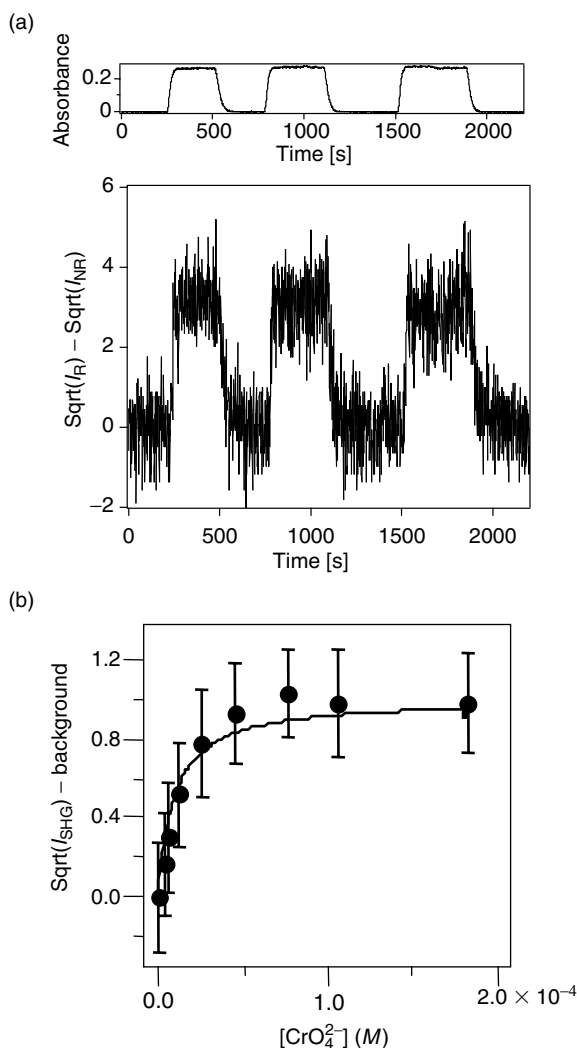 (a)
Absorbance
0.2
0
0 500 1000 1500 2000
Time [s]
Sqrt(I_R) – Sqrt(I_NR)
6
4
2
0
−2
0 500 1000 1500 2000
Time [s]
(b)
Sqrt(I_SHG) – background
1.2
0.8
0.4
0.0
0.0 1.0 2.0 × 10⁻⁴
[CrO₄²⁻] (M)